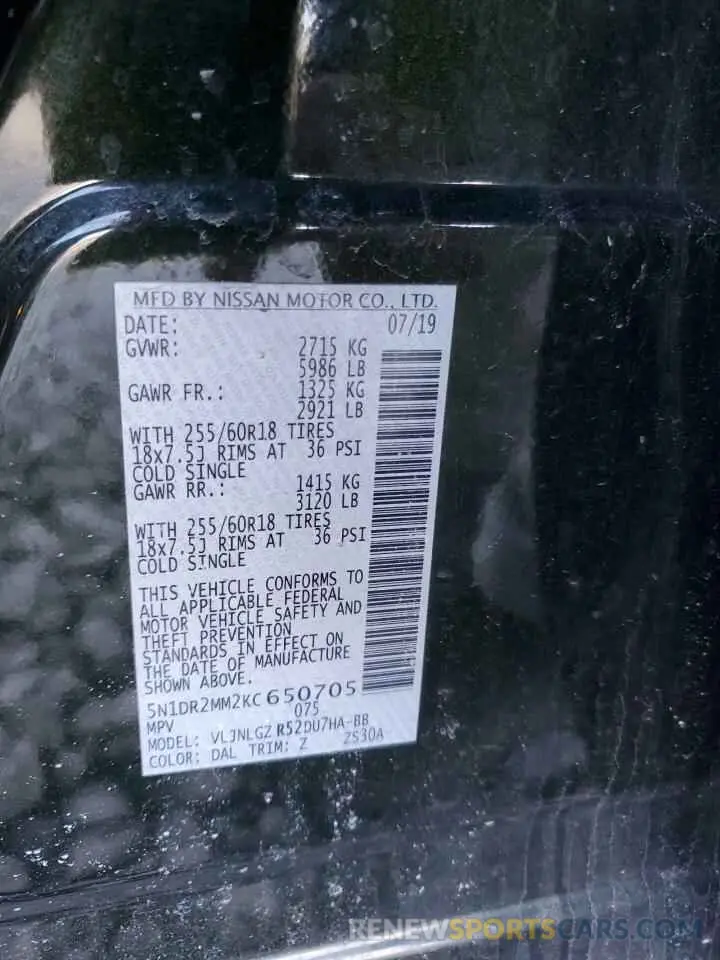 MFD BY NISSAN MOTOR CO., LTD.
DATE: 07/19
GVWR: 2715 KG
5986 LB
GAWR FR.: 1325 KG
2921 LB
WITH 255/60R18 TIRES
18x7.5J RIMS AT 36 PSI
COLD SINGLE
GAWR RR.: 1415 KG
3120 LB
WITH 255/60R18 TIRES
18x7.5J RIMS AT 36 PSI
COLD SINGLE
THIS VEHICLE CONFORMS TO
ALL APPLICABLE FEDERAL
MOTOR VEHICLE SAFETY AND
THEFT PREVENTION
STANDARDS IN EFFECT ON
THE DATE OF MANUFACTURE
SHOWN ABOVE.
5N1DR2MM2KC650705
MPV 075
MODEL: VLJNLGZ R52DU7HA-BB
COLOR: DAL TRIM: Z ZS30A
RENEWSPORTSCARS.COM